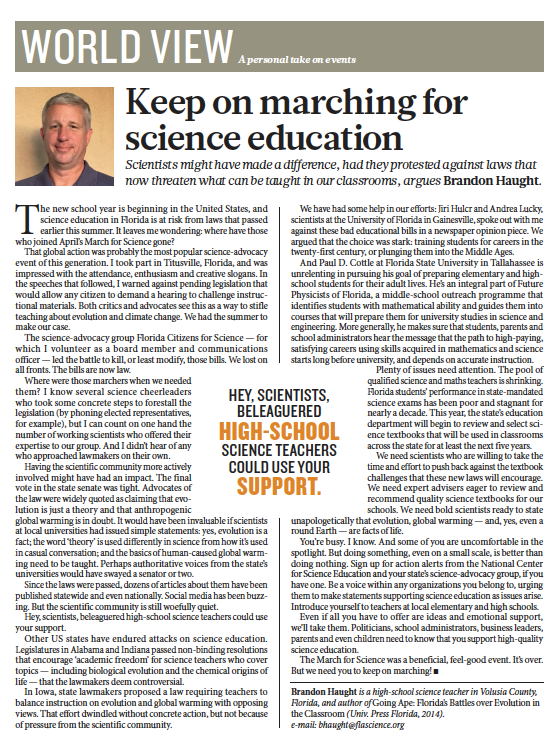 WORLD VIEW A personal take on events
Keep on marching for
science education
Scientists might have made a difference, had they protested against laws that
now threaten what can be taught in our classrooms, argues Brandon Haught.
The new school year is beginning in the United States, and
science education in Florida is at risk from laws that passed
earlier this summer. It leaves me wondering: where have those
who joined April's March for Science gone?
That global action was probably the most popular science-advocacy
event of this generation. I took part in Titusville, Florida, and was
impressed with the attendance, enthusiasm and creative slogans. In
the speeches that followed, I warned against pending legislation that
would allow any citizen to demand a hearing to challenge instruc-
tional materials. Both critics and advocates see this as a way to stifle
teaching about evolution and climate change. We had the summer to
make our case.
The science-advocacy group Florida Citizens for Science — for
which I volunteer as a board member and communications
officer — led the battle to kill, or least modify, those bills. We lost on
all fronts. The bills are now law.
Where were those marchers when we needed
them? I know several science cheerleaders
who took some concrete steps to forestall the
legislation (by phoning elected representatives,
for example), but I can count on one hand the
number of working scientists who offered their
expertise to our group. And I didn't hear of any
who approached lawmakers on their own.
Having the scientific community more actively
involved might have had an impact. The final
vote in the state senate was tight. Advocates of
the law were widely quoted as claiming that evo-
lution is just a theory and that anthropogenic
global warming is in doubt. It would have been invaluable if scientists
at local universities had issued simple statements: yes, evolution is a
fact; the word 'theory' is used differently in science from how it's used
in casual conversation; and the basics of human-caused global warm-
ing need to be taught. Perhaps authoritative voices from the state's
universities would have swayed a senator or two.
Since the laws were passed, dozens of articles about them have been
published statewide and even nationally. Social media has been buzz-
ing. But the scientific community is still woefully quiet.
Hey, scientists, beleaguered high-school science teachers could use
your support.
Other US states have endured attacks on science education.
Legislatures in Alabama and Indiana passed non-binding resolutions
that encourage 'academic freedom' for science teachers who cover
topics — including biological evolution and the chemical origins of
life — that the lawmakers deem controversial.
In Iowa, state lawmakers proposed a law requiring teachers to
balance instruction on evolution and global warming with opposing
views. That effort dwindled without concrete action, but not because
of pressure from the scientific community.
HEY, SCIENTISTS,
BELEAGUERED
HIGH-SCHOOL
SCIENCE TEACHERS
COULD USE YOUR
SUPPORT.
We have had some help in our efforts: Jiri Hulcr and Andrea Lucky,
scientists at the University of Florida in Gainesville, spoke out with me
against these bad educational bills in a newspaper opinion piece. We
argued that the choice was stark: training students for careers in the
twenty-first century, or plunging them into the Middle Ages.
And Paul D. Cottle at Florida State University in Tallahassee is
unrelenting in pursuing his goal of preparing elementary and high-
school students for their adult lives. He's an integral part of Future
Physicists of Florida, a middle-school outreach programme that
identifies students with mathematical ability and guides them into
courses that will prepare them for university studies in science and
engineering. More generally, he makes sure that students, parents and
school administrators hear the message that the path to high-paying,
satisfying careers using skills acquired in mathematics and science
starts long before university, and depends on accurate instruction.
Plenty of issues need attention. The pool of
qualified science and maths teachers is shrinking.
Florida students' performance in state-mandated
science exams has been poor and stagnant for
nearly a decade. This year, the state's education
department will begin to review and select sci-
ence textbooks that will be used in classrooms
across the state for at least the next five years.
We need scientists who are willing to take the
time and effort to push back against the textbook
challenges that these new laws will encourage.
We need expert advisers eager to review and
recommend quality science textbooks for our
schools. We need bold scientists ready to state
unapologetically that evolution, global warming — and, yes, even a
round Earth — are facts of life.
You're busy. I know. And some of you are uncomfortable in the
spotlight. But doing something, even on a small scale, is better than
doing nothing. Sign up for action alerts from the National Center
for Science Education and your state's science-advocacy group, if you
have one. Be a voice within any organizations you belong to, urging
them to make statements supporting science education as issues arise.
Introduce yourself to teachers at local elementary and high schools.
Even if all you have to offer are ideas and emotional support,
we'll take them. Politicians, school administrators, business leaders,
parents and even children need to know that you support high-quality
science education.
The March for Science was a beneficial, feel-good event. It's over.
But we need you to keep on marching! ■
Brandon Haught is a high-school science teacher in Volusia County,
Florida, and author of Going Ape: Florida's Battles over Evolution in
the Classroom (Univ. Press Florida, 2014).
e-mail: bhaught@flascience.org